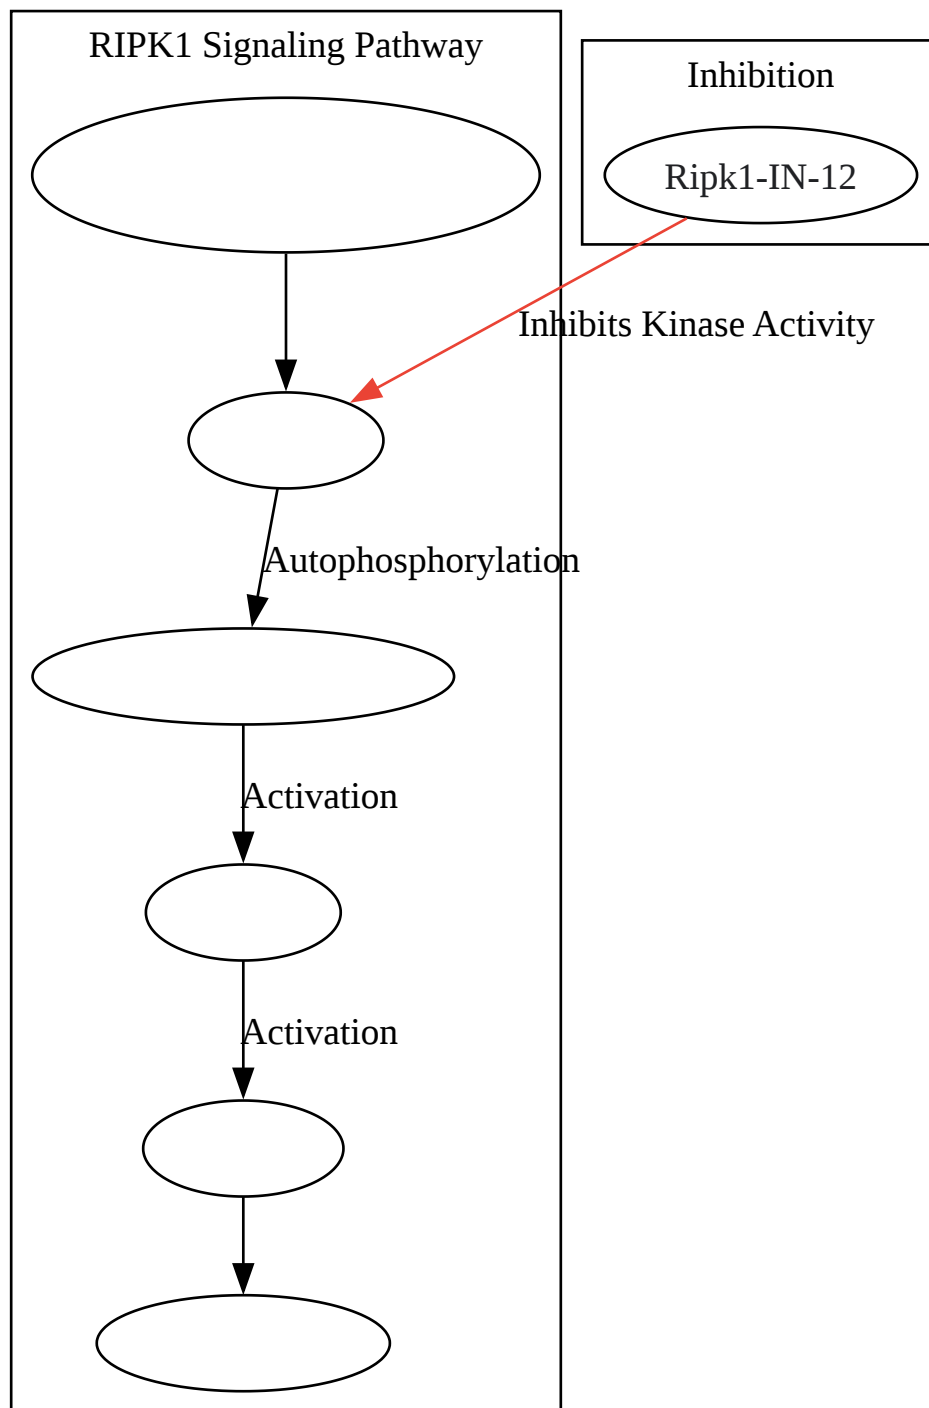 RIPK1 Signaling Pathway
Inhibition
Ripk1-IN-12
Inhibits Kinase Activity
Autophosphorylation
Activation
Activation